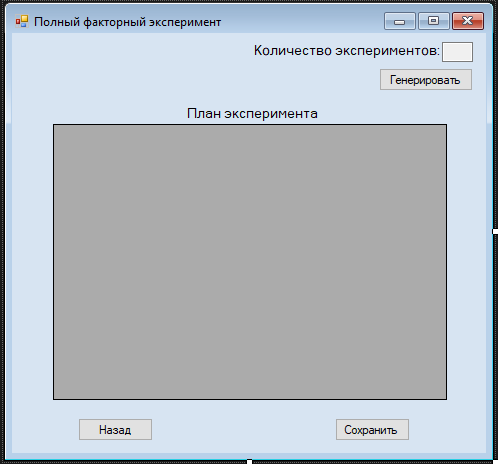 Полный факторный эксперимент
Количество экспериментов:
Генерировать
План эксперимента
Назад
Сохранить